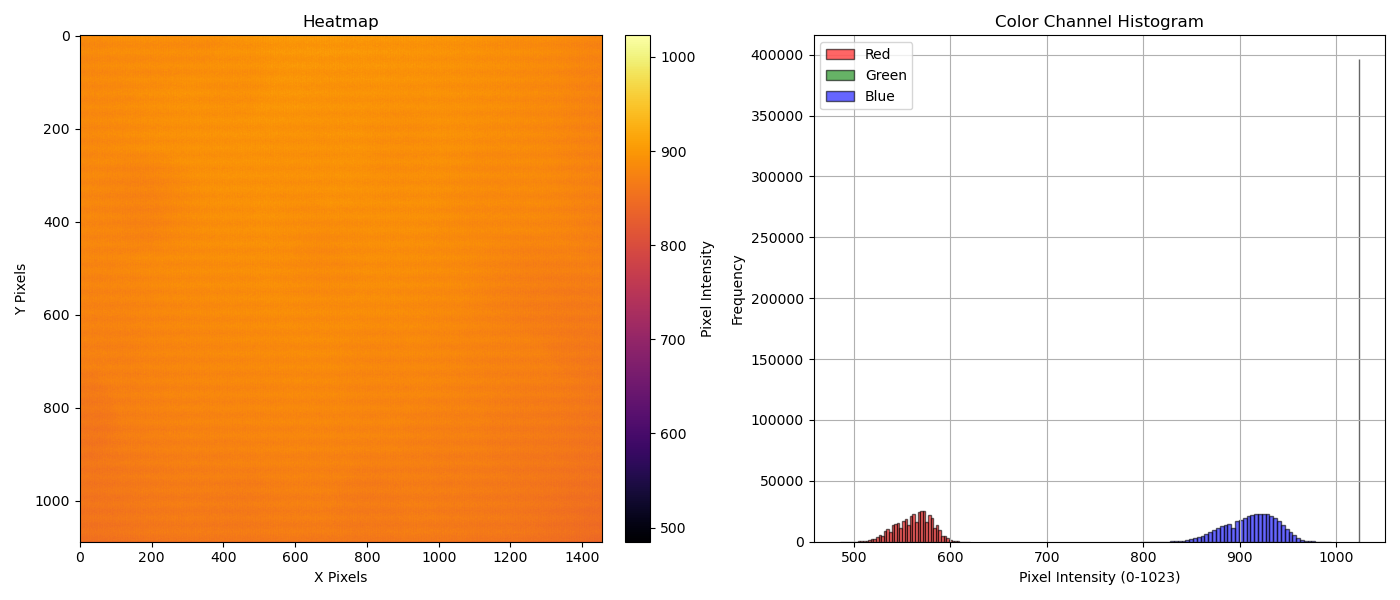 Heatmap
0
200
400
600
800
1000
0 200 400 600 800 1000 1200 1400
X Pixels
Y Pixels
1000
900
800
700
600
500
Pixel Intensity
Color Channel Histogram
Red
Green
Blue
400000
350000
300000
250000
200000
150000
100000
50000
0
500 600 700 800 900 1000
Pixel Intensity (0-1023)
Frequency